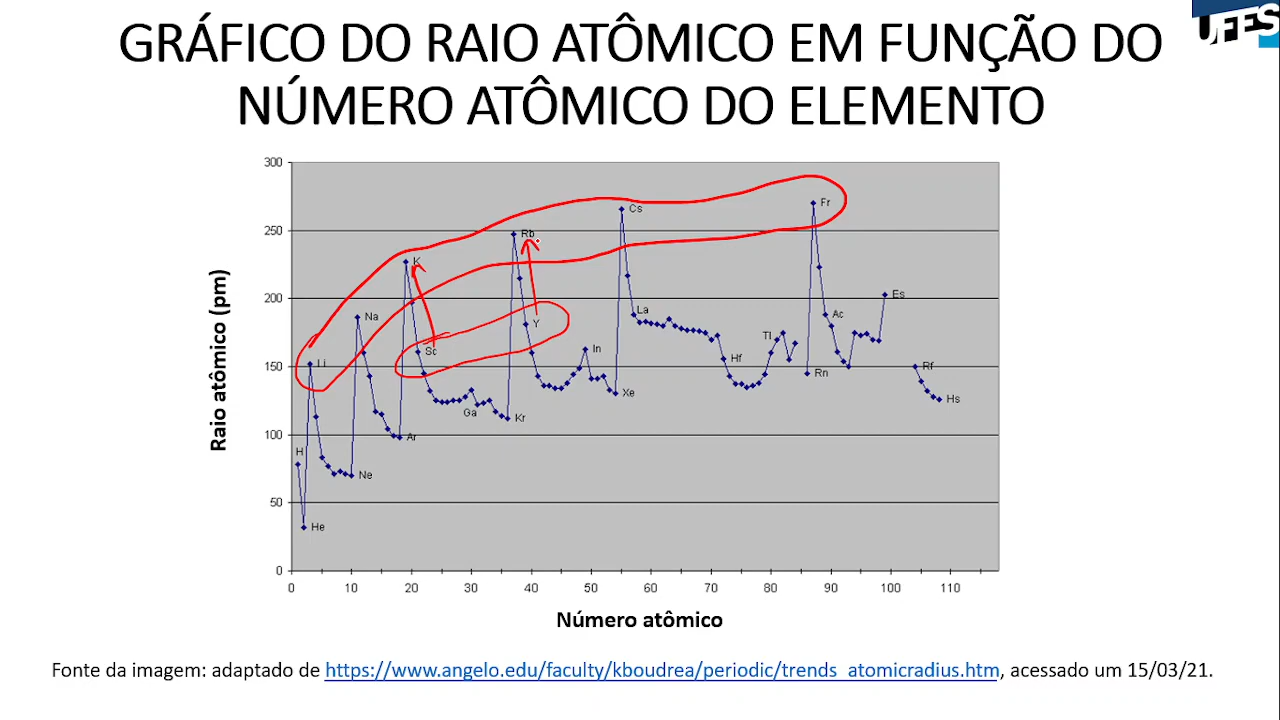 UFES
GRÁFICO DO RAIO ATÔMICO EM FUNÇÃO DO
NÚMERO ATÔMICO DO ELEMENTO
300
250
200
150
100
50
0
Raio atômico (pm)
H
He
Li
Ne
Na
Ar
K
Sc
Ga
Kr
Rb
Y
In
Xe
Cs
La
Hf
Tl
Rn
Fr
Ac
Es
Rf
Hs
0 10 20 30 40 50 60 70 80 90 100 110
Número atômico
Fonte da imagem: adaptado de https://www.angelo.edu/faculty/kboudrea/periodic/trends_atomicradius.htm, acessado um 15/03/21.